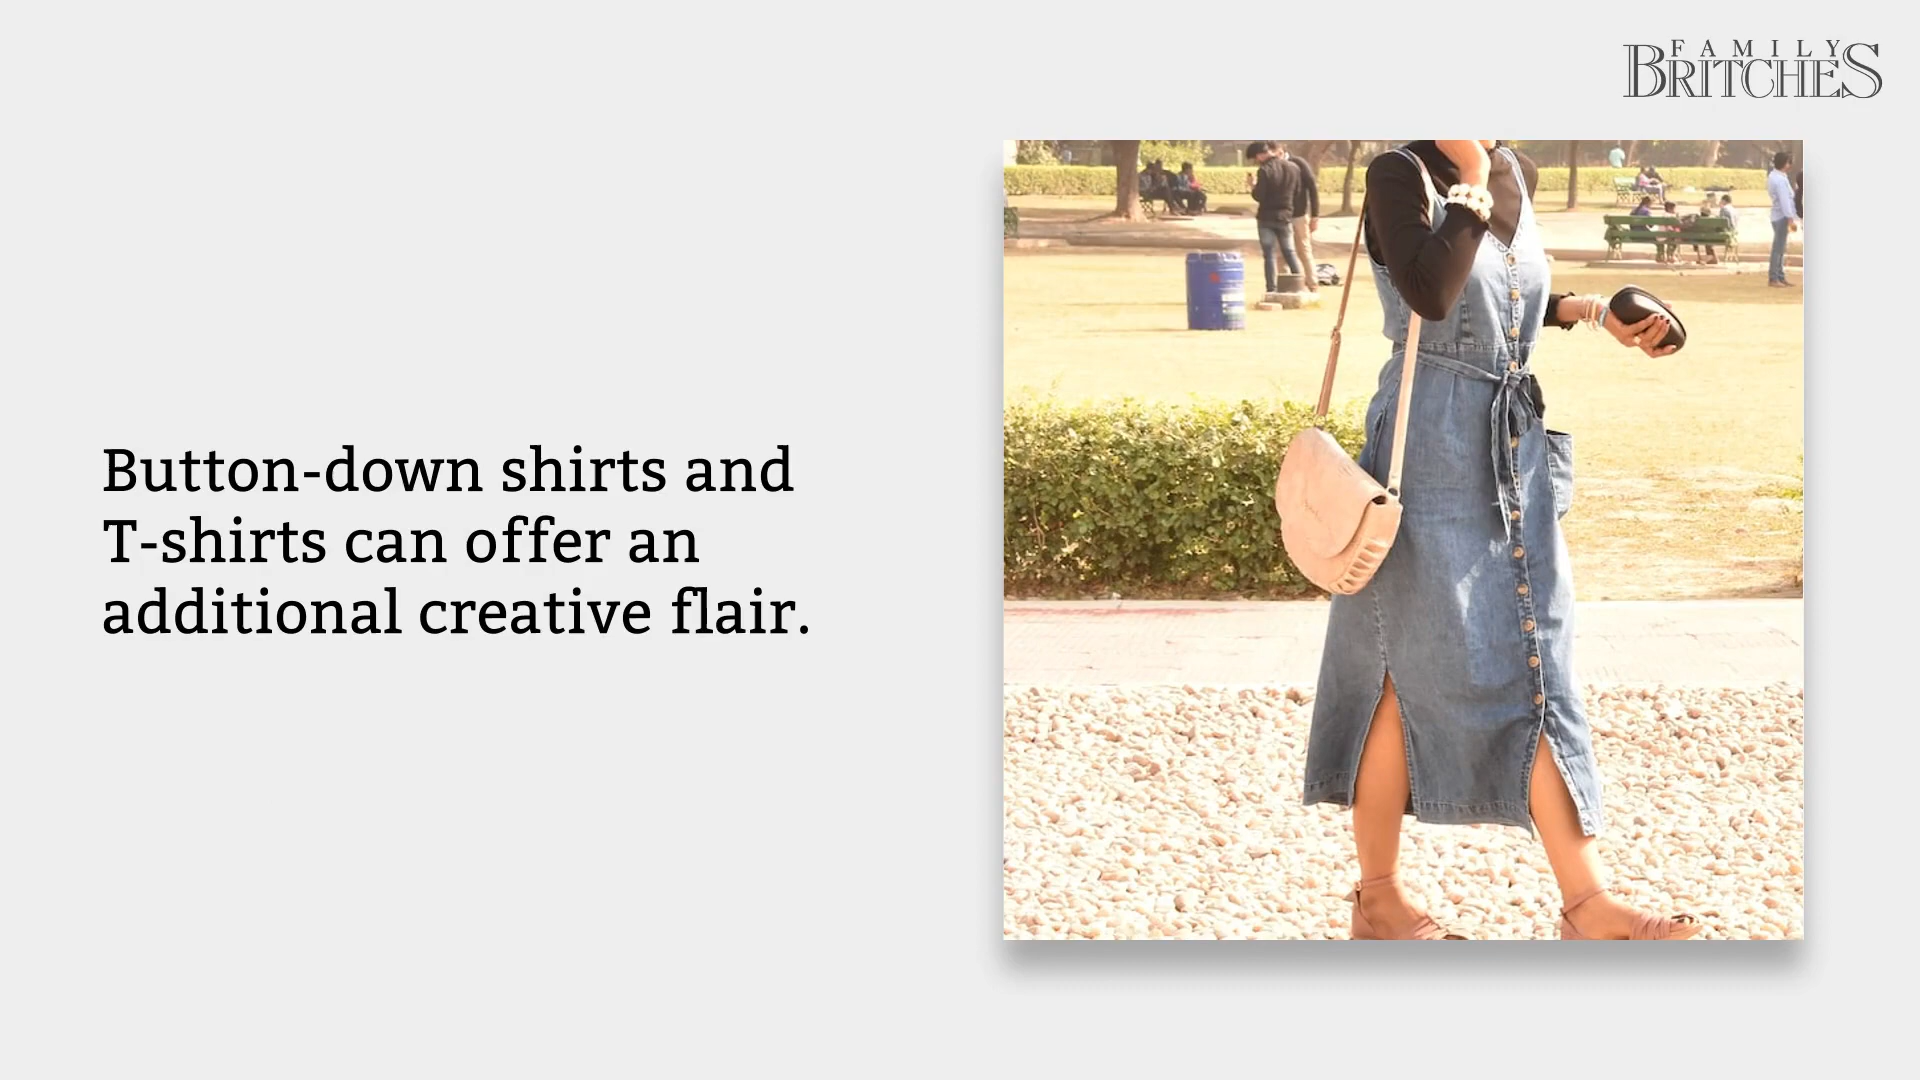 FAMILY
BRITCHES
Button-down shirts and
T-shirts can offer an
additional creative flair.